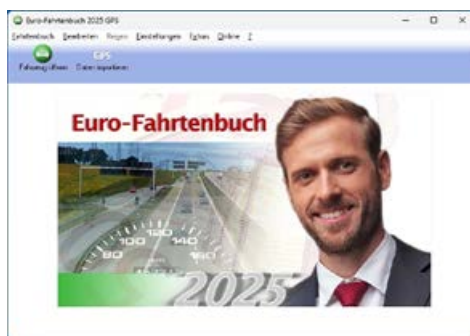 Euro-Fahrtenbuch 2025 GPS
Fahrtenbuch Bearbeiten Reisen Einstellungen Extras Online ?
GPS
Fahrzeug öffnen Daten importieren
Euro-Fahrtenbuch
80 100 120 140 160
2025